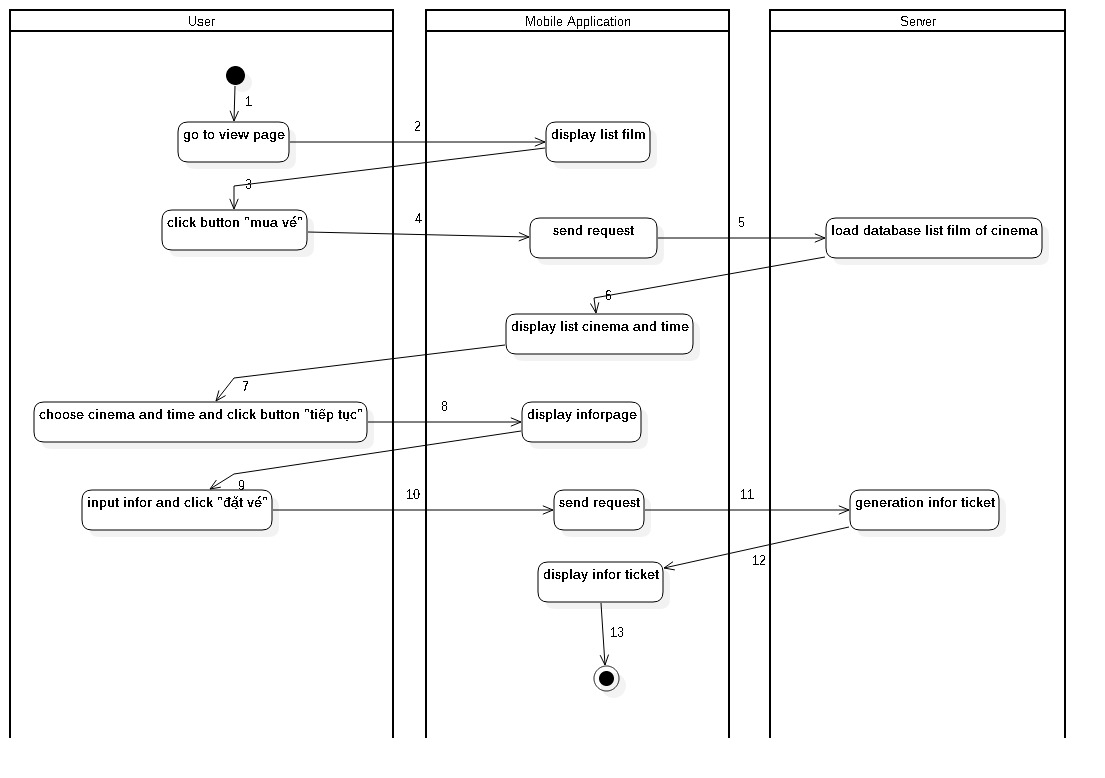 User
Mobile Application
Server
1
go to view page
2
display list film
3
click button "mua vé"
4
send request
5
load database list film of cinema
6
display list cinema and time
7
choose cinema and time and click button "tiếp tục"
8
display inforpage
9
input infor and click "đặt vé"
10
send request
11
generation infor ticket
12
display infor ticket
13